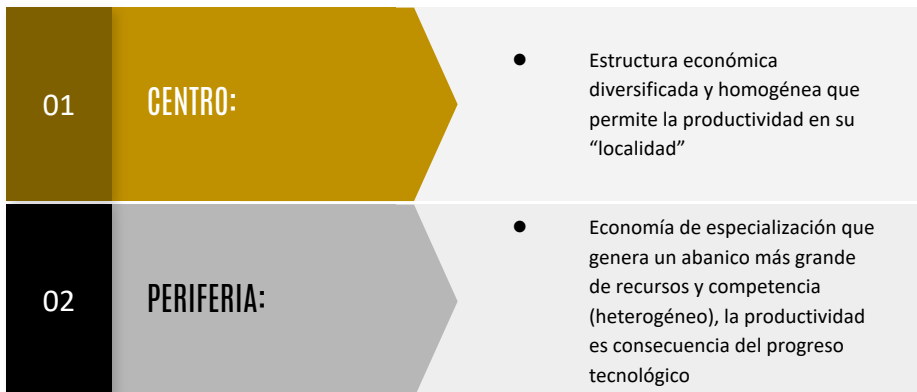 01
CENTRO:
● Estructura económica
diversificada y homogénea que
permite la productividad en su
“localidad”
02
PERIFERIA:
● Economía de especialización que
genera un abanico más grande
de recursos y competencia
(heterogéneo), la productividad
es consecuencia del progreso
tecnológico